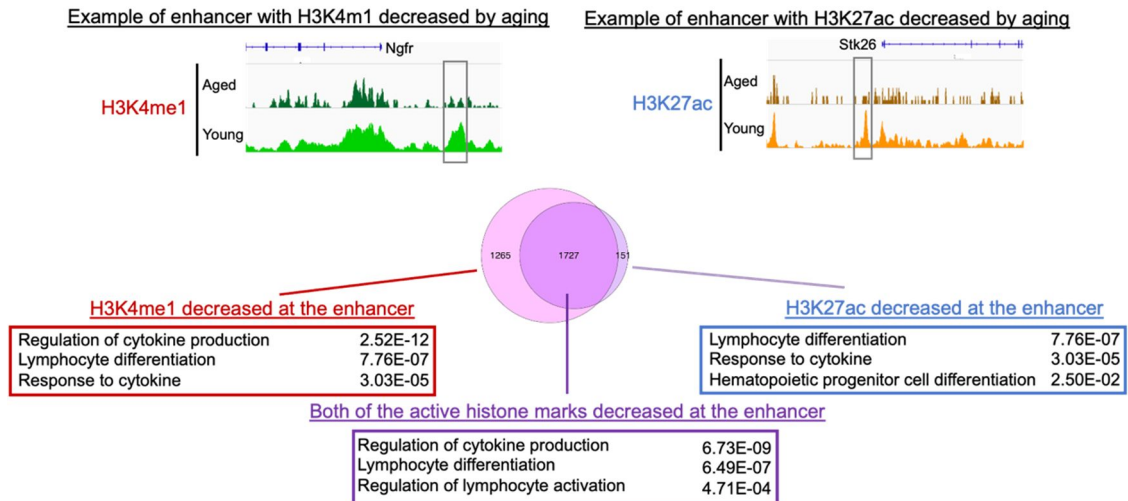 Example of enhancer with H3K4m1 decreased by aging
Example of enhancer with H3K27ac decreased by aging
Ngfr
Stk26
Aged
H3K4me1
Young
Aged
H3K27ac
Young
1265
1727
151
H3K4me1 decreased at the enhancer
Regulation of cytokine production 2.52E-12
Lymphocyte differentiation 7.76E-07
Response to cytokine 3.03E-05
H3K27ac decreased at the enhancer
Lymphocyte differentiation 7.76E-07
Response to cytokine 3.03E-05
Hematopoietic progenitor cell differentiation 2.50E-02
Both of the active histone marks decreased at the enhancer
Regulation of cytokine production 6.73E-09
Lymphocyte differentiation 6.49E-07
Regulation of lymphocyte activation 4.71E-04